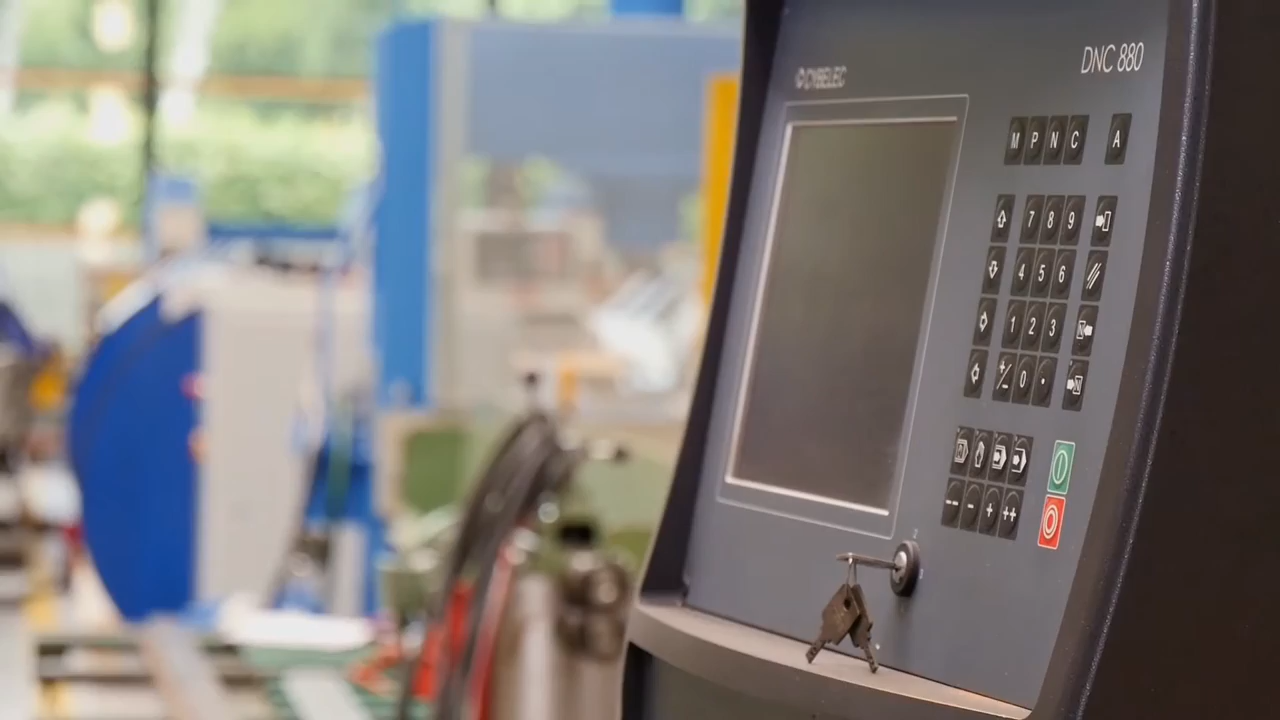 CYBELEC
DNC 880
M P N C A
7 8 9
4 5 6
1 2 3
+/- 0 .
-- - + ++